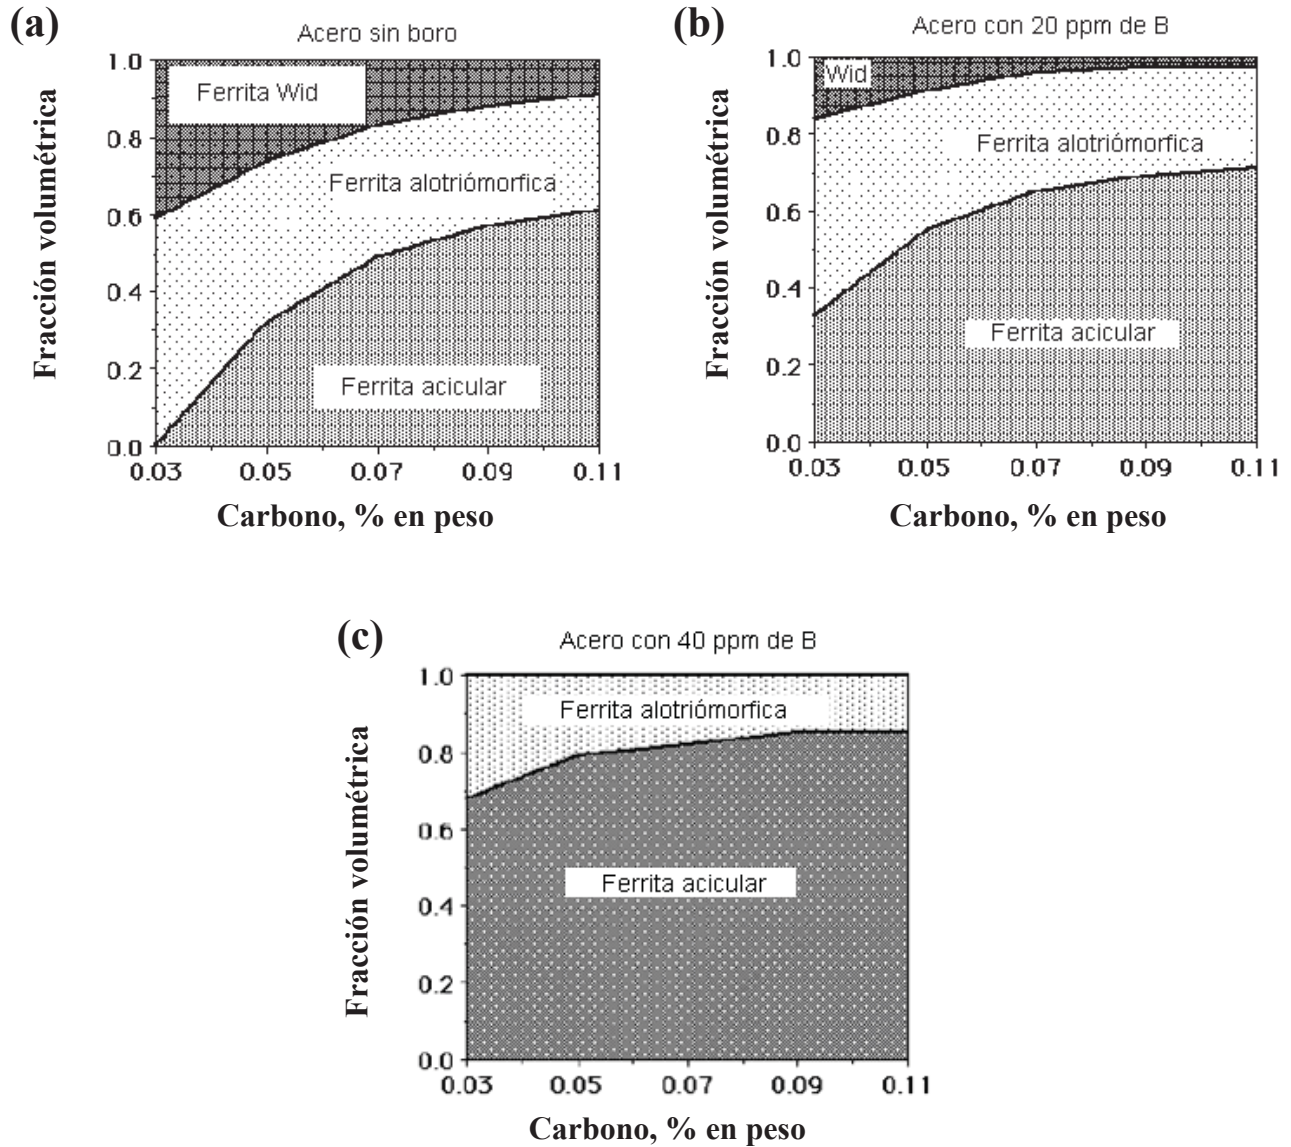 (a)
Acero sin boro
Fracción volumétrica
1.0
0.8
0.6
0.4
0.2
0.0
Ferrita Wid
Ferrita alotriómorfica
Ferrita acicular
0.03 0.05 0.07 0.09 0.11
Carbono, % en peso
(b)
Acero con 20 ppm de B
Fracción volumétrica
1.0
0.8
0.6
0.4
0.2
0.0
Wid
Ferrita alotriómorfica
Ferrita acicular
0.03 0.05 0.07 0.09 0.11
Carbono, % en peso
(c)
Acero con 40 ppm de B
Fracción volumétrica
1.0
0.8
0.6
0.4
0.2
0.0
Ferrita alotriómorfica
Ferrita acicular
0.03 0.05 0.07 0.09 0.11
Carbono, % en peso